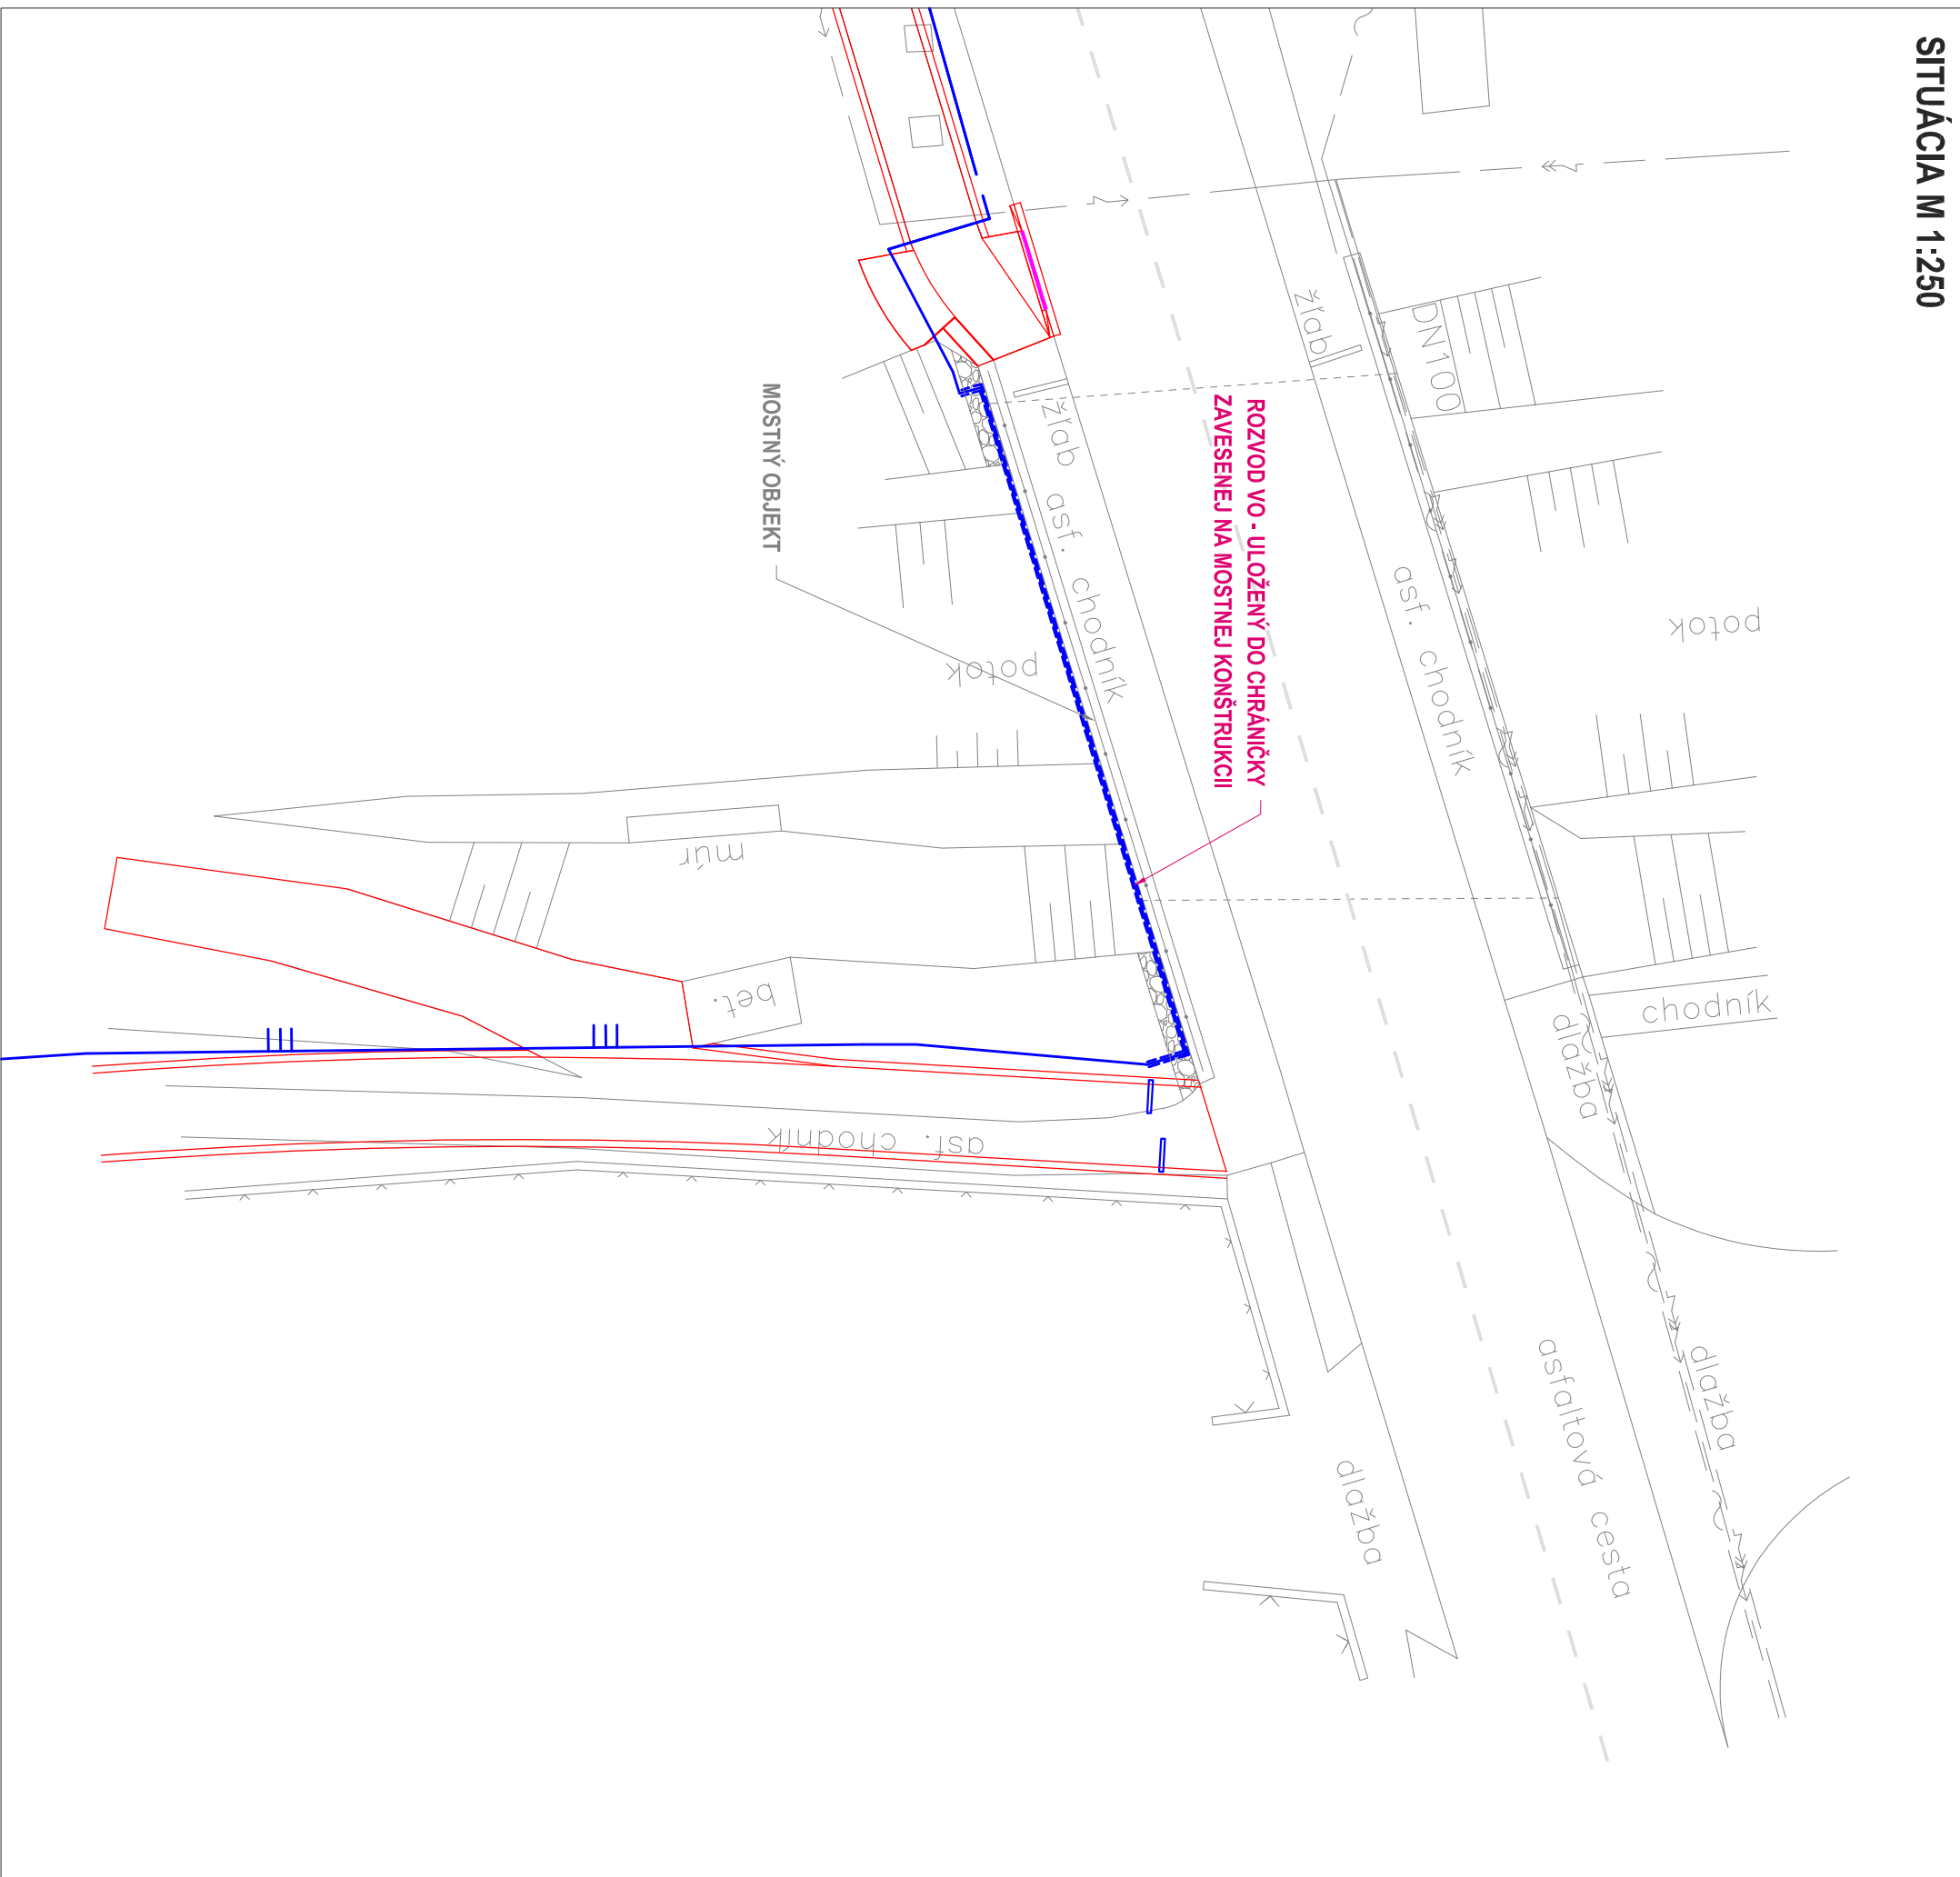 SITUÁCIA M 1:250
DN100
žľab
žľab
asf. chodník
asf. chodník
potok
potok
ROZVOD VO - ULOŽENÝ DO CHRÁNIČKY
ZAVESENEJ NA MOSTNEJ KONŠTRUKCII
MOSTNÝ OBJEKT
múr
bet.
chodník
dlažba
asf. chodník
asfaltová cesta
dlažba
dlažba